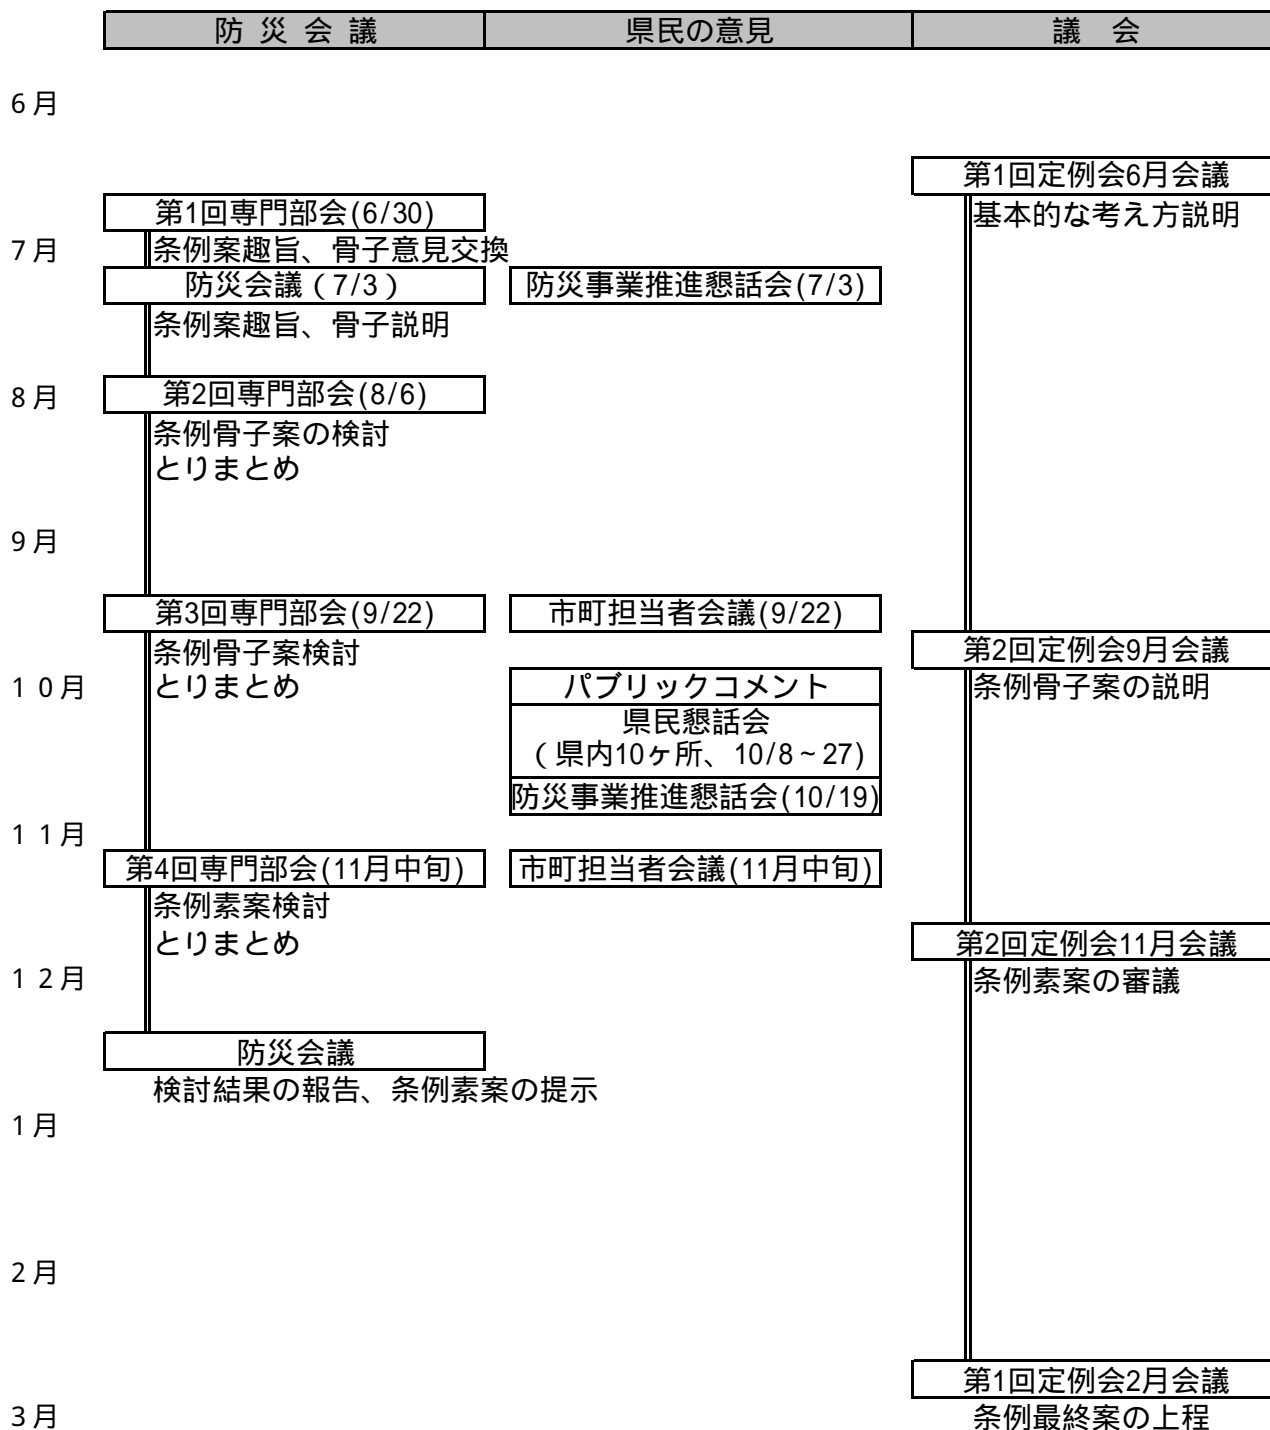 防 災 会 議
県民の意見
議 会
6月
第1回定例会6月会議
第1回専門部会(6/30)
基本的な考え方説明
7月
条例案趣旨、骨子意見交換
防災会議(7/3)
防災事業推進懇話会(7/3)
条例案趣旨、骨子説明
8月
第2回専門部会(8/6)
条例骨子案の検討
とりまとめ
9月
第3回専門部会(9/22)
市町担当者会議(9/22)
条例骨子案検討
第2回定例会9月会議
10月
とりまとめ
パブリックコメント
条例骨子案の説明
県民懇話会
(県内10ヶ所、10/8~27)
防災事業推進懇話会(10/19)
11月
第4回専門部会(11月中旬)
市町担当者会議(11月中旬)
条例素案検討
とりまとめ
第2回定例会11月会議
12月
条例素案の審議
防災会議
検討結果の報告、条例素案の提示
1月
2月
第1回定例会2月会議
3月
条例最終案の上程